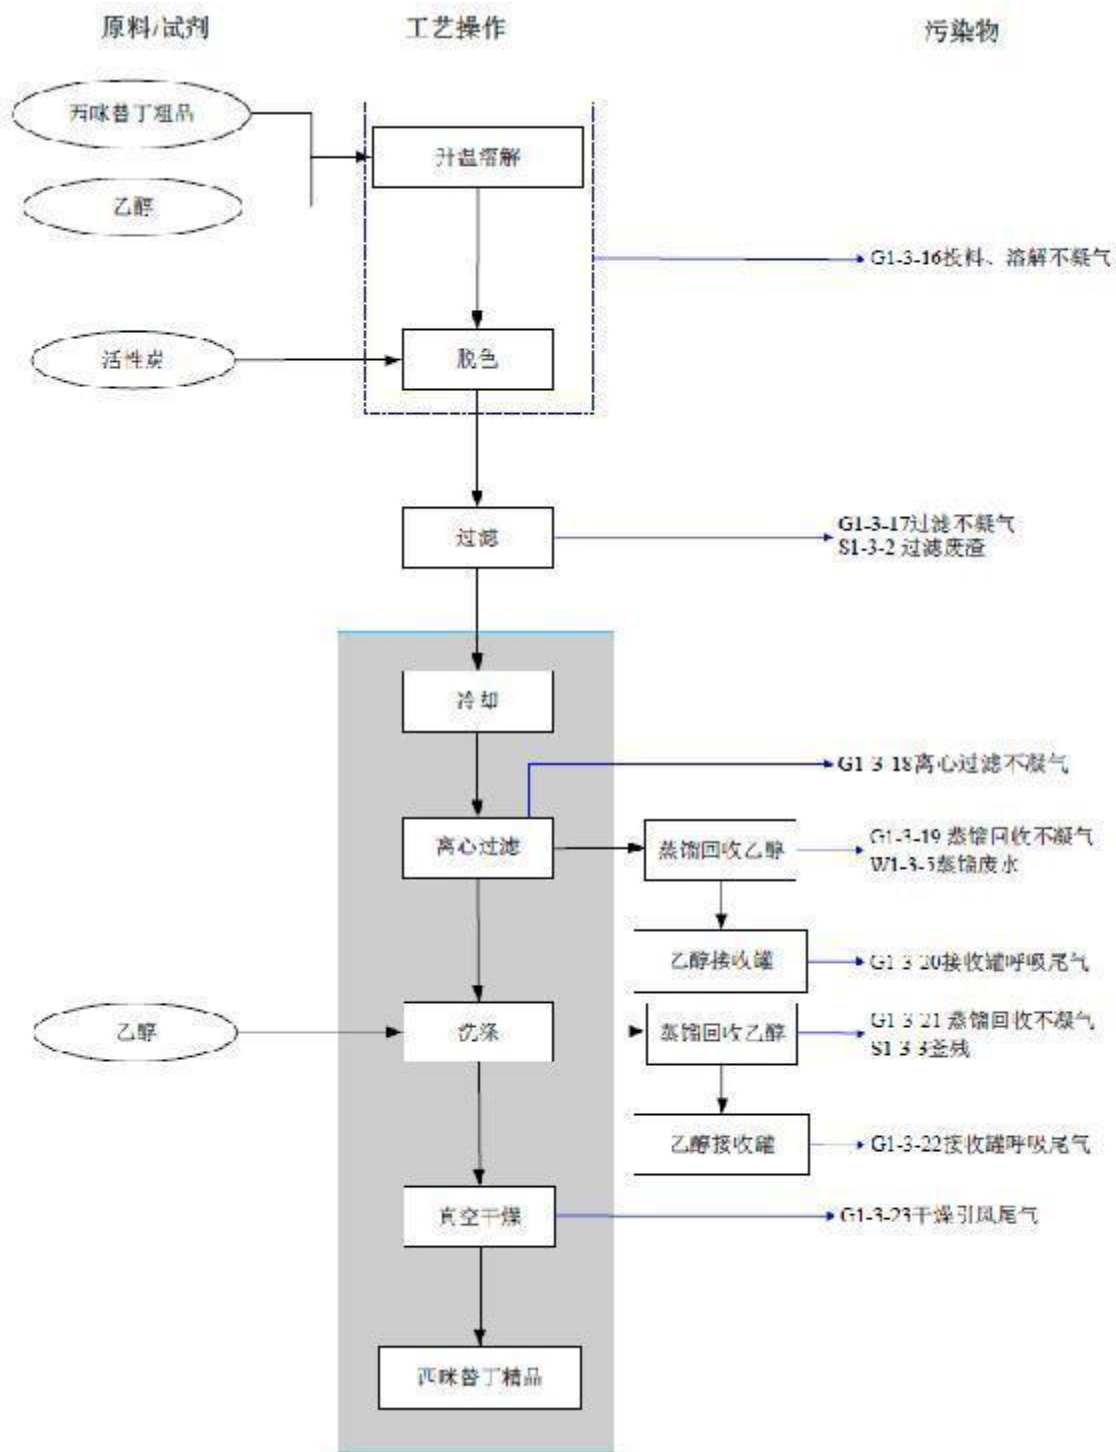 原料/试剂
工艺操作
污染物
西咪替丁粗品
升温溶解
乙醇
G1-3-16投料、溶解不凝气
活性炭
脱色
过滤
G1-3-17过滤不凝气
S1-3-2 过滤废渣
冷却
G1-3-18离心过滤不凝气
离心过滤
蒸馏回收乙醇
G1-3-19 蒸馏回收不凝气
W1-3-5蒸馏废水
乙醇接收罐
G1-3-20接收罐呼吸尾气
乙醇
洗涤
蒸馏回收乙醇
G1-3-21 蒸馏回收不凝气
S1-3-3釜残
乙醇接收罐
G1-3-22接收罐呼吸尾气
真空干燥
G1-3-23干燥引风尾气
西咪替丁精品